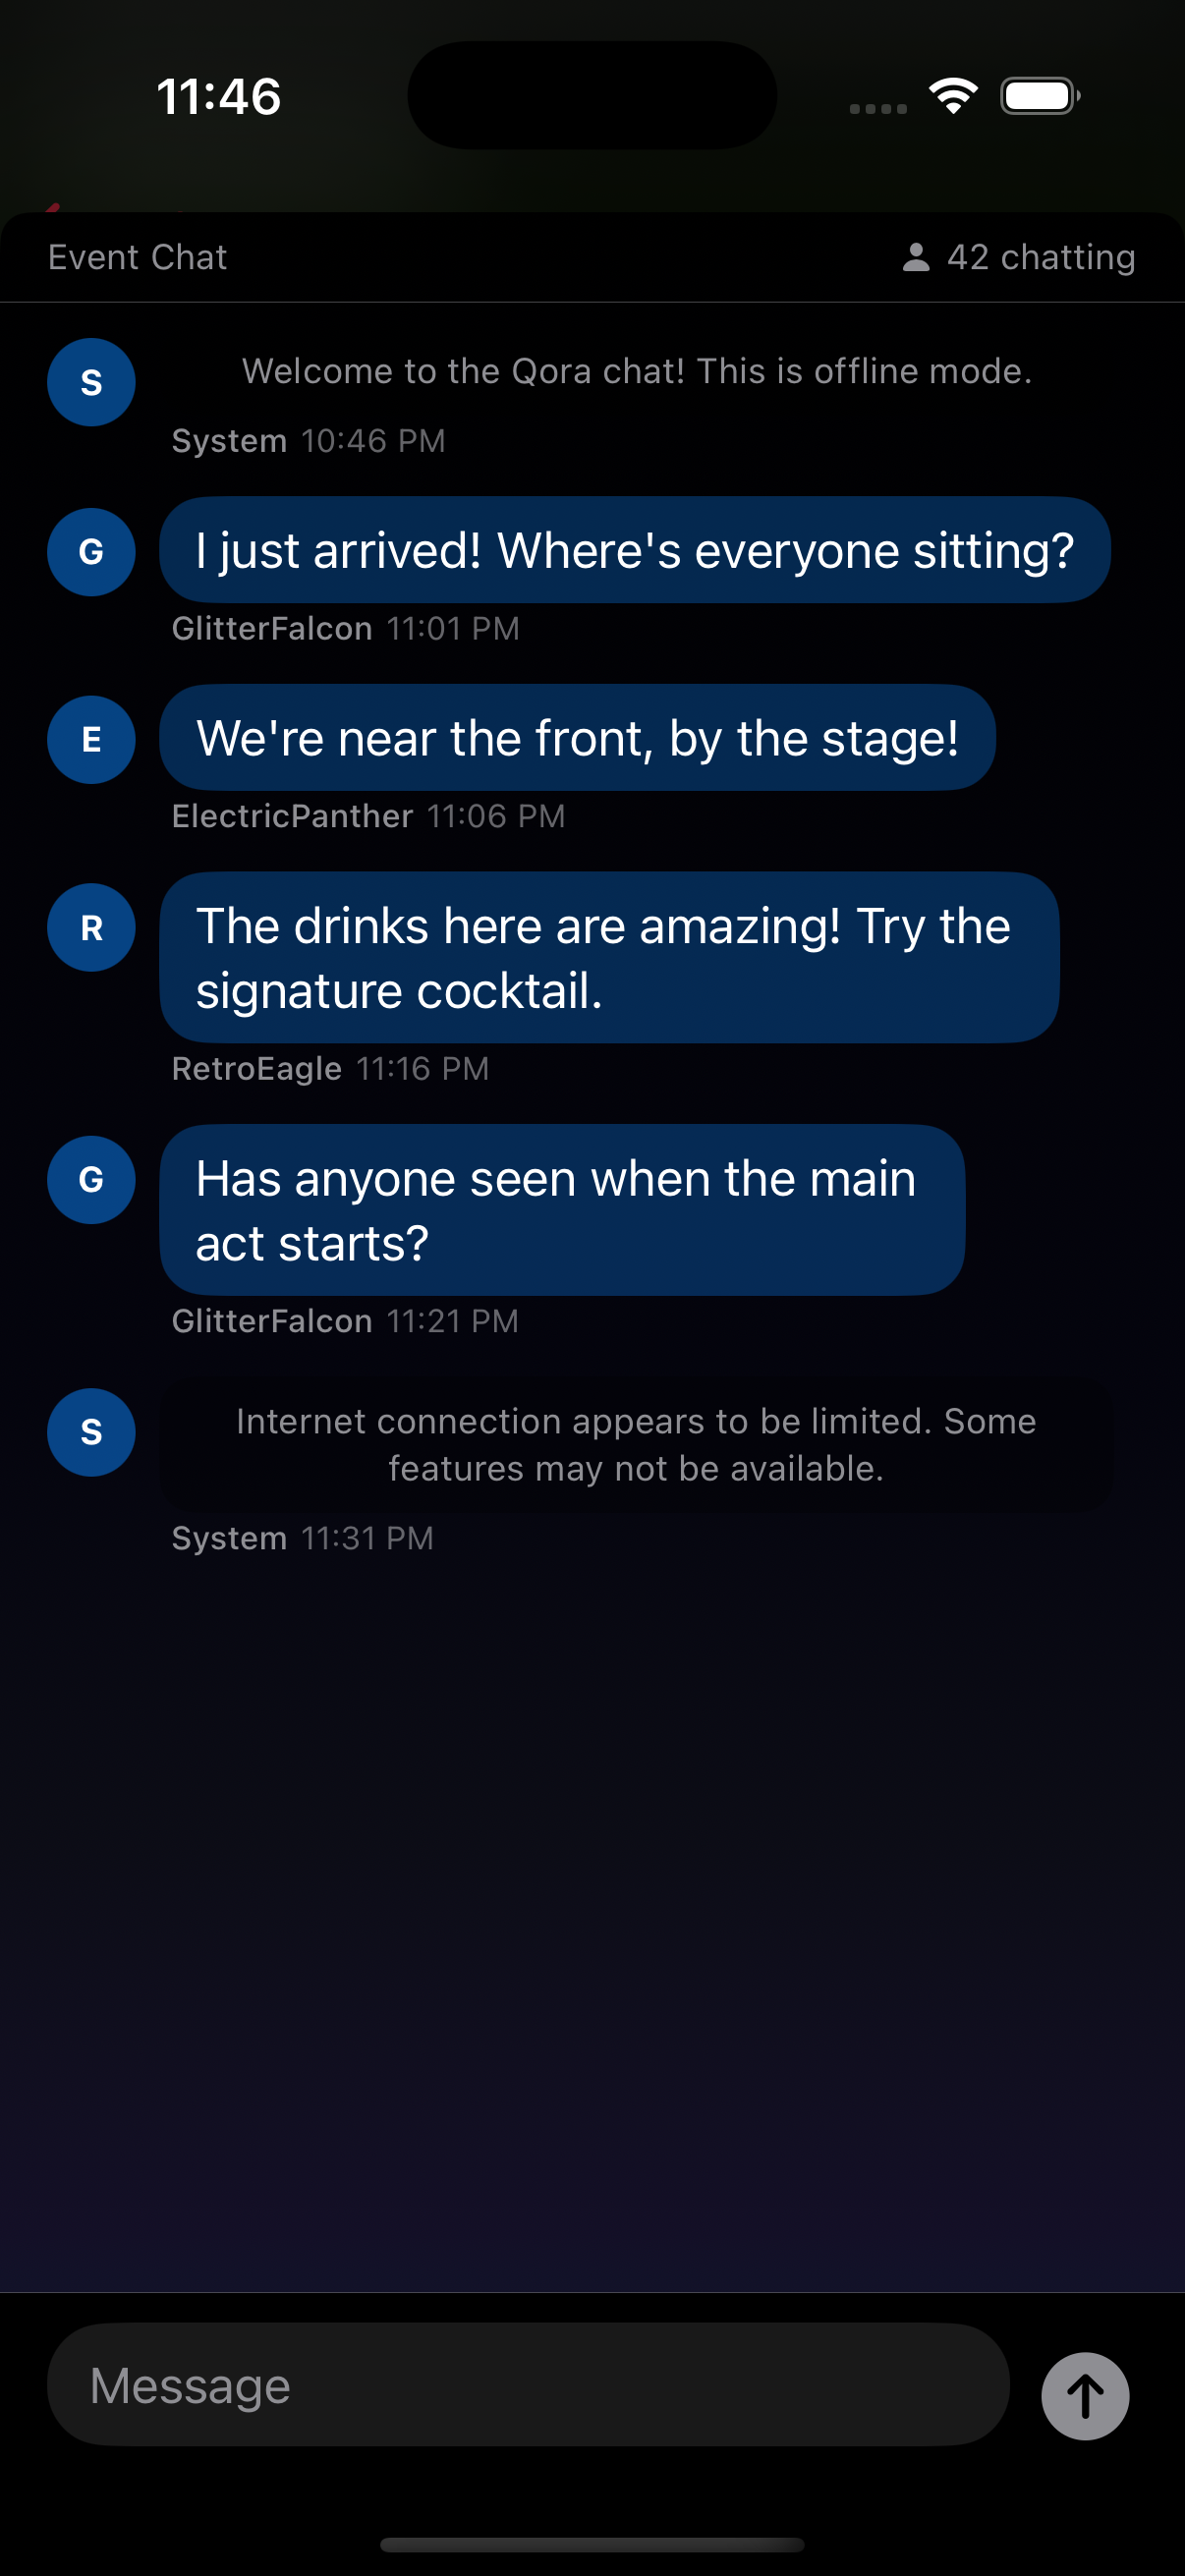 11:46
Event Chat
42 chatting
S
Welcome to the Qora chat! This is offline mode.
System 10:46 PM
G
I just arrived! Where's everyone sitting?
GlitterFalcon 11:01 PM
E
We're near the front, by the stage!
ElectricPanther 11:06 PM
R
The drinks here are amazing! Try the
signature cocktail.
RetroEagle 11:16 PM
G
Has anyone seen when the main
act starts?
GlitterFalcon 11:21 PM
S
Internet connection appears to be limited. Some
features may not be available.
System 11:31 PM
Message